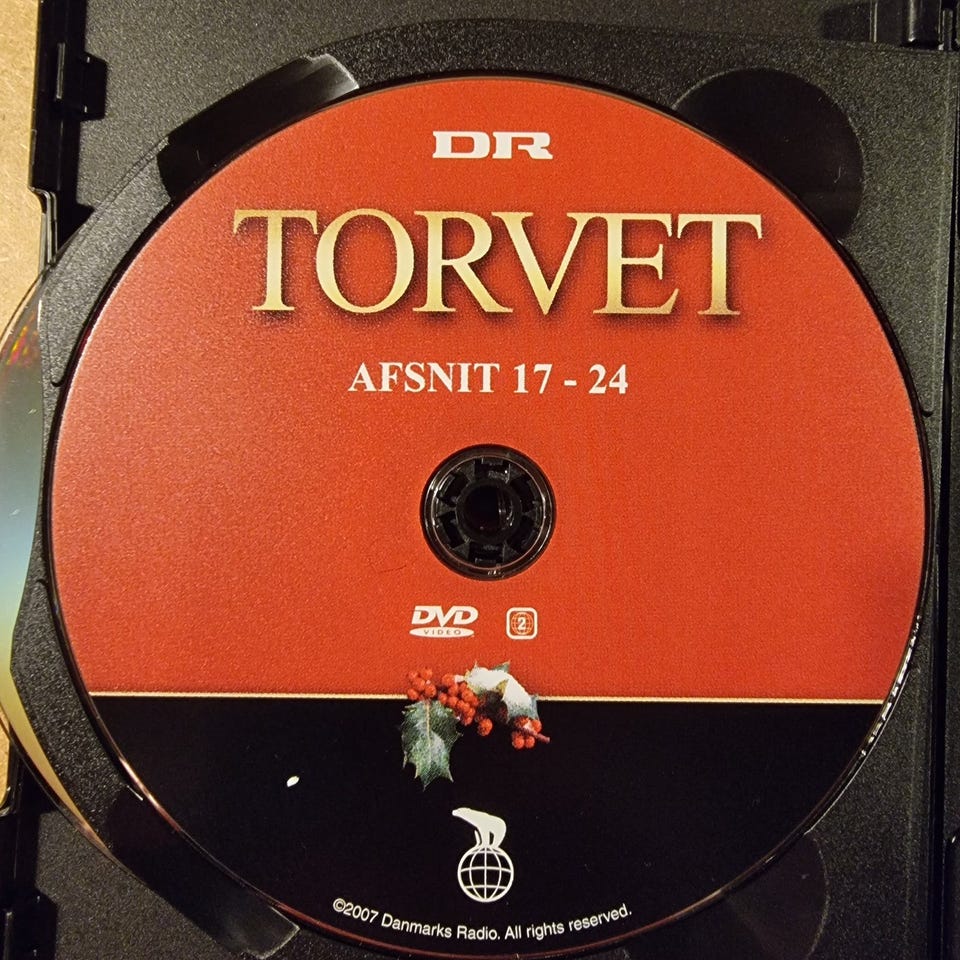 DR
TORVET
AFSNIT 17 - 24
DVD
VIDEO
2
©2007 Danmarks Radio. All rights reserved.